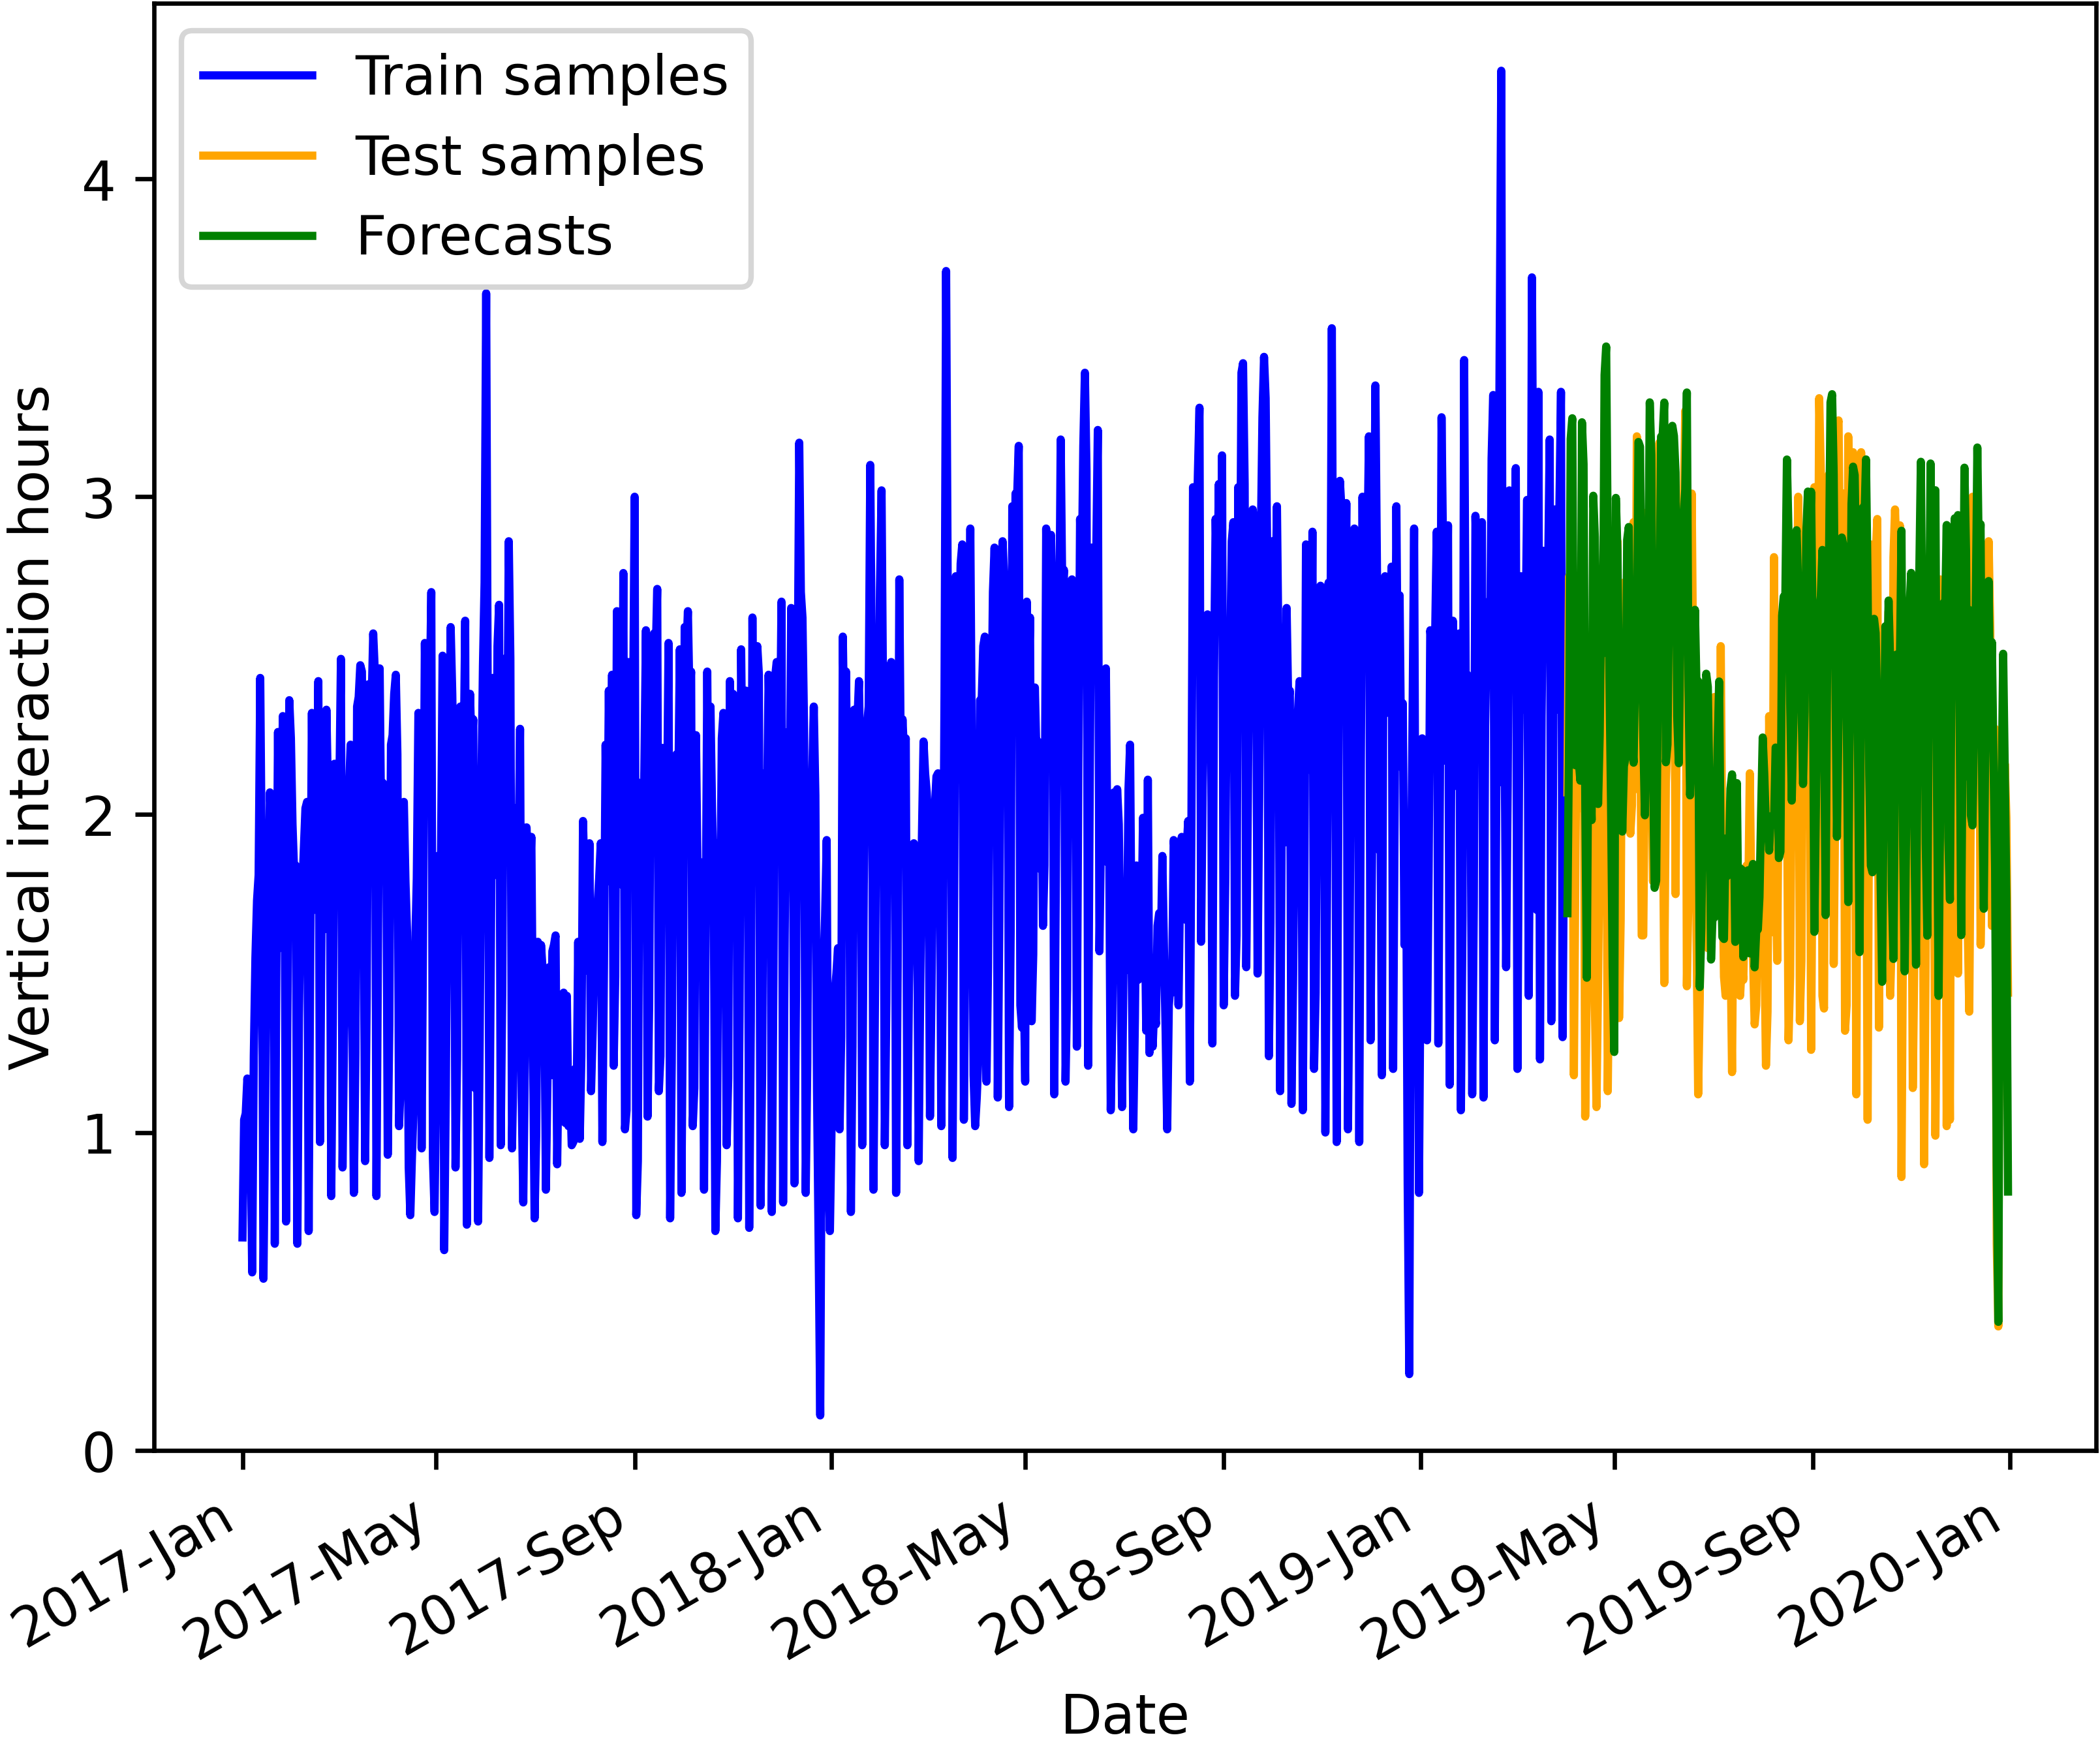 Train samples
Test samples
Forecasts
4
3
2
1
0
Vertical interaction hours
2017-Jan
2017-May
2017-Sep
2018-Jan
2018-May
2018-Sep
2019-Jan
2019-May
2019-Sep
2020-Jan
Date